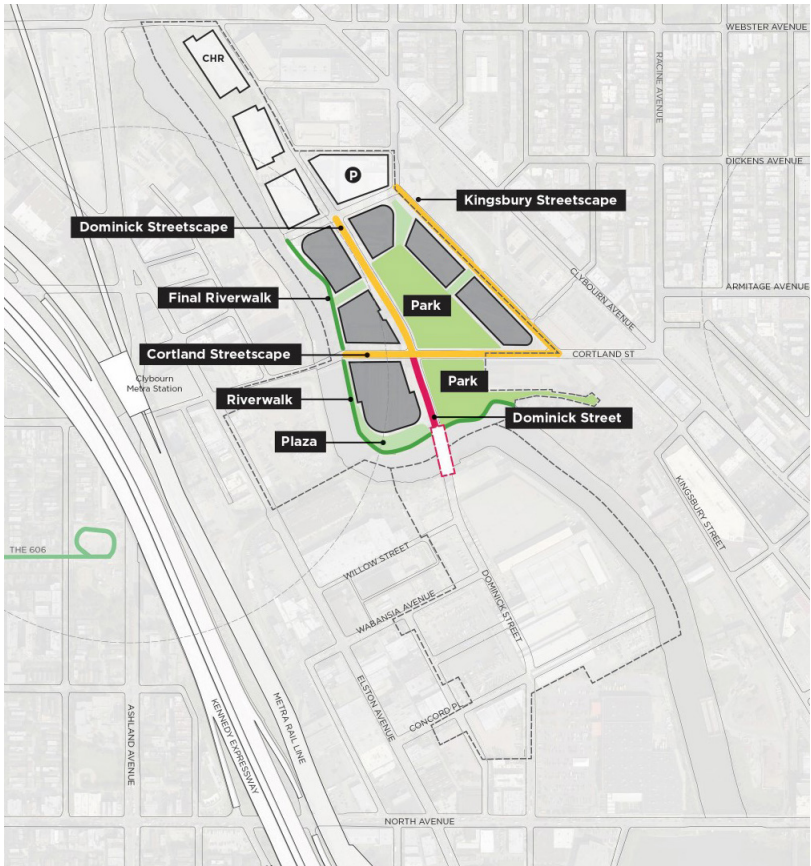 WEBSTER AVENUE
CHR
RACINE AVENUE
DICKENS AVENUE
P
Kingsbury Streetscape
Dominick Streetscape
CLYBOURN AVENUE
ARMITAGE AVENUE
Final Riverwalk
Park
Cortland Streetscape
CORTLAND ST
Clybourn
Metra Station
Park
Riverwalk
Dominick Street
Plaza
KINGSBURY STREET
THE 606
WILLOW STREET
DOMINICK STREET
WABANSIA AVENUE
ELSTON AVENUE
CONCORD PL
ASHLAND AVENUE
KENNEDY EXPRESSWAY
METRA RAIL LINE
NORTH AVENUE